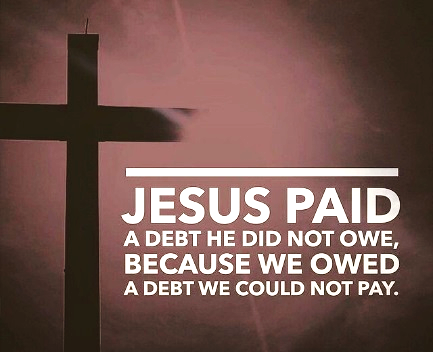 JESUS PAID
A DEBT HE DID NOT OWE,
BECAUSE WE OWED
A DEBT WE COULD NOT PAY.